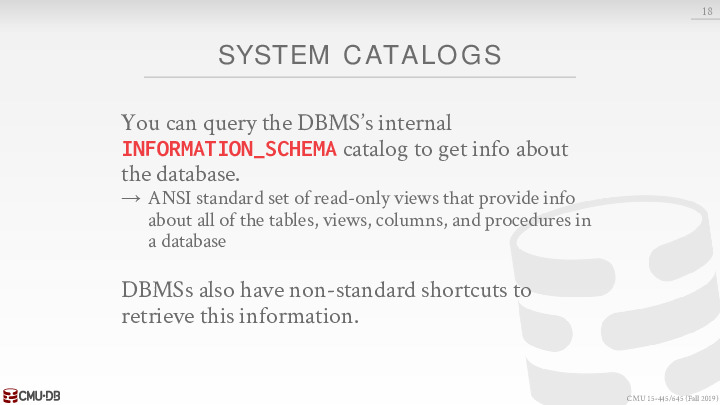 18
SYSTEM CATALOGS
You can query the DBMS’s internal
INFORMATION_SCHEMA catalog to get info about
the database.
→ ANSI standard set of read-only views that provide info
about all of the tables, views, columns, and procedures in
a database
DBMSs also have non-standard shortcuts to
retrieve this information.
CMU·DB
CMU 15-445/645 (Fall 2019)